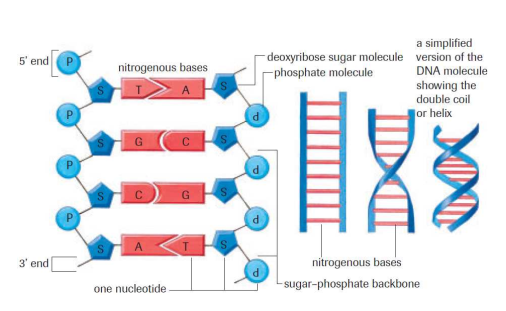 5' end
P
nitrogenous bases
S
T
A
S
deoxyribose sugar molecule
phosphate molecule
a simplified
version of the
DNA molecule
showing the
double coil
or helix
P
d
S
G
C
S
P
d
S
C
G
S
P
d
S
A
T
S
3' end
d
one nucleotide
sugar–phosphate backbone
nitrogenous bases